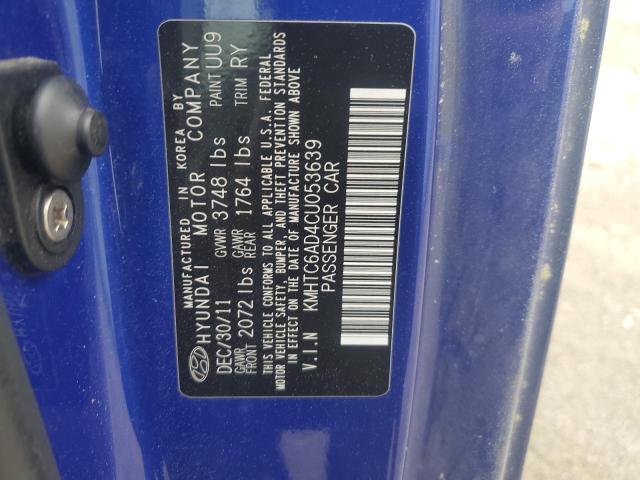 MANUFACTURED IN KOREA BY
HYUNDAI MOTOR COMPANY
DEC/30/11 GVWR 3748 lbs PAINT UU9
GAWR FRONT 2072 lbs GAWR REAR 1764 lbs TRIM RY
THIS VEHICLE CONFORMS TO ALL APPLICABLE U.S.A. FEDERAL
MOTOR VEHICLE SAFETY, BUMPER, AND THEFT PREVENTION STANDARDS
IN EFFECT ON THE DATE OF MANUFACTURE SHOWN ABOVE
V.I.N KMHTC6AD4CU053639
PASSENGER CAR